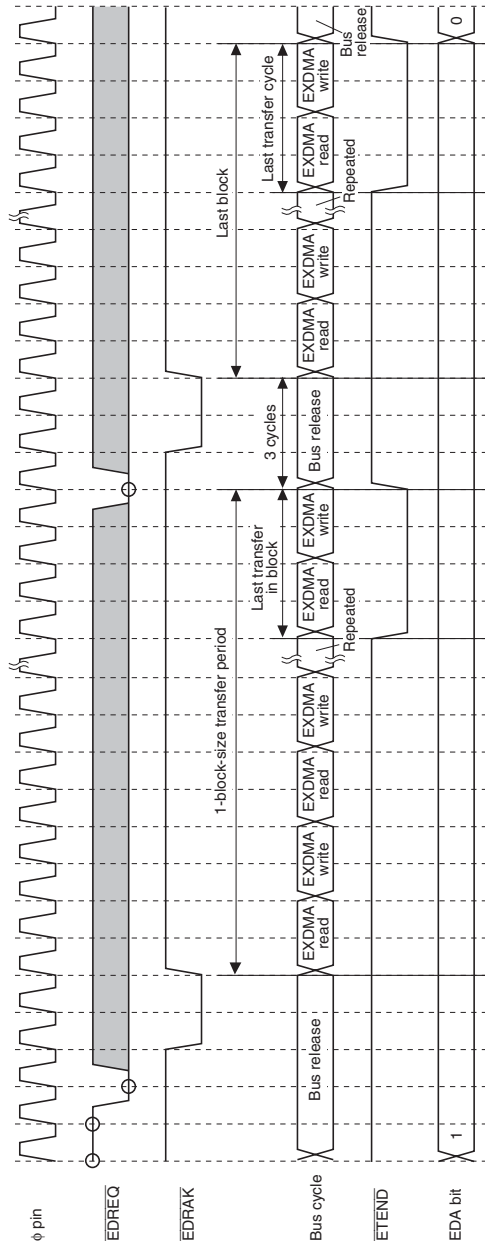 φ pin
EDREQ
EDRAK
1-block-size transfer period
Last block
Last transfer
in block
3 cycles
Last transfer cycle
Bus cycle
Bus release
EXDMA
read
EXDMA
write
EXDMA
read
EXDMA
write
Repeated
EXDMA
read
EXDMA
write
Bus release
EXDMA
read
EXDMA
write
Repeated
EXDMA
read
EXDMA
write
Bus
release
ETEND
EDA bit
1
0